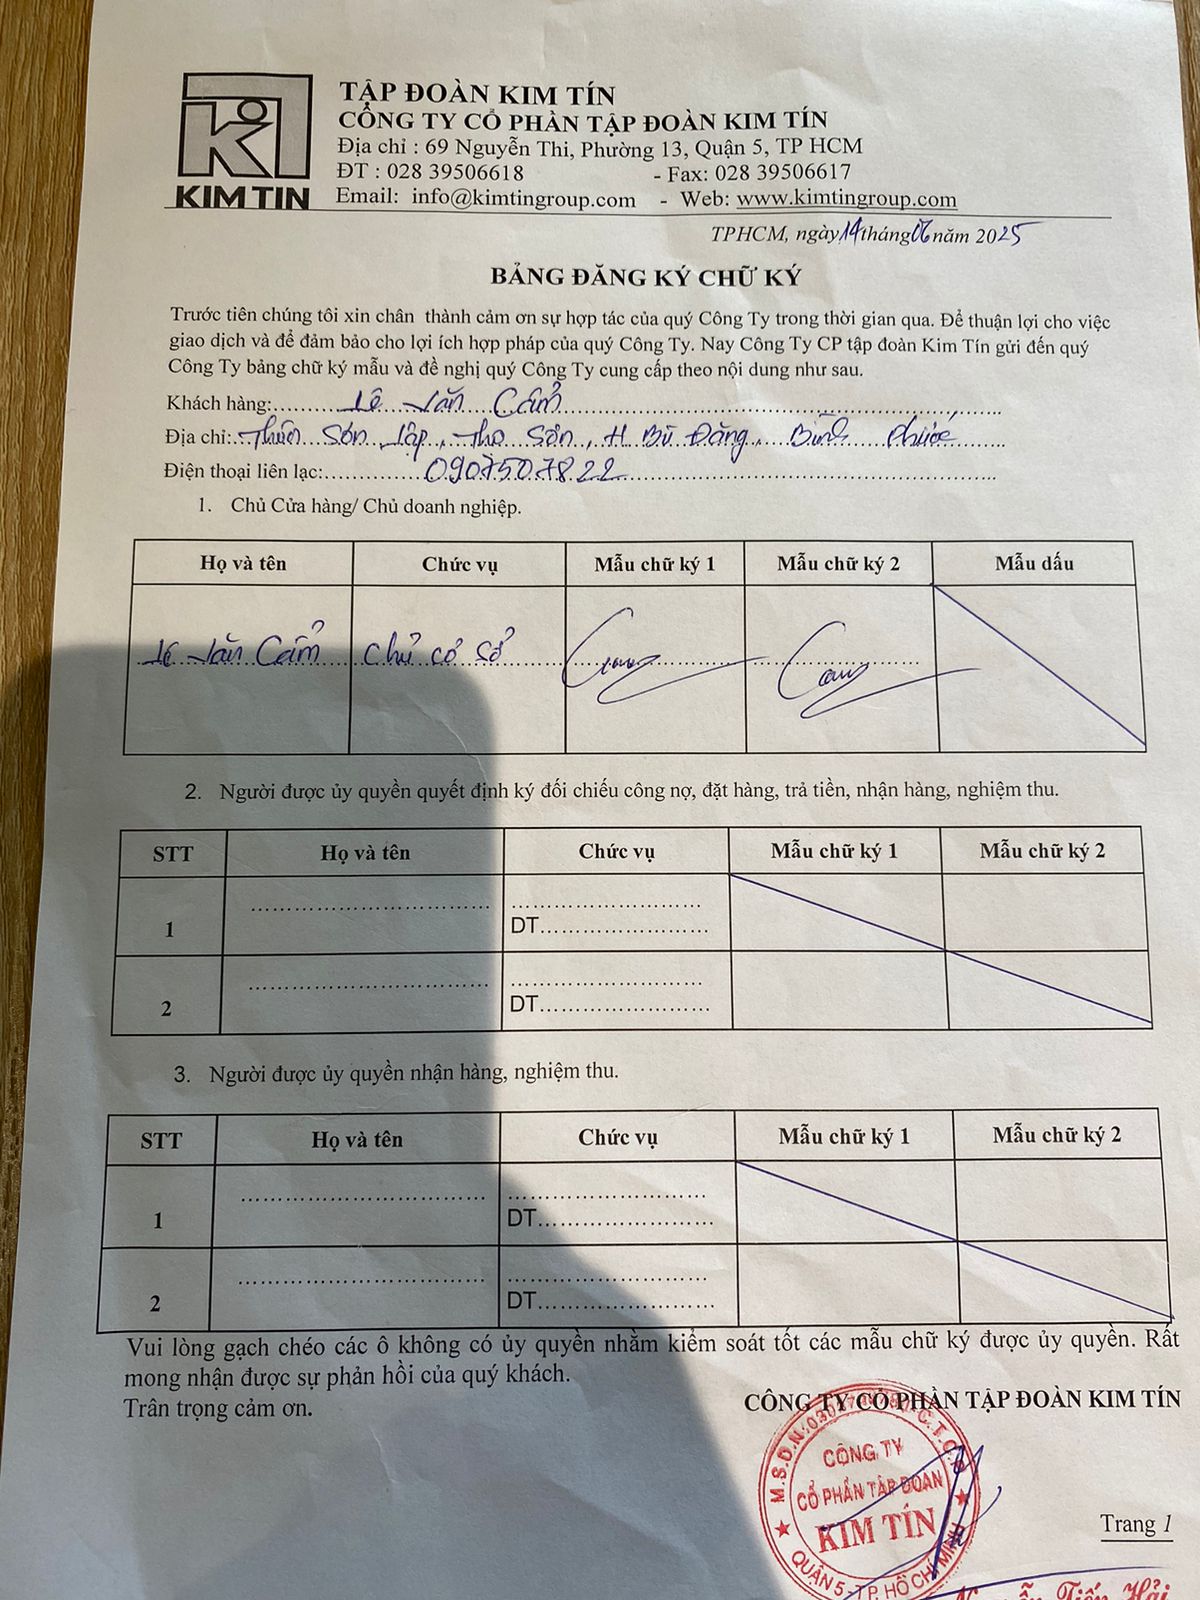 KIM TIN
TẬP ĐOÀN KIM TÍN
CÔNG TY CỔ PHẦN TẬP ĐOÀN KIM TÍN
Địa chỉ : 69 Nguyễn Thi, Phường 13, Quận 5, TP HCM
ĐT : 028 39506618 - Fax: 028 39506617
Email: info@kimtingroup.com - Web: www.kimtingroup.com
TPHCM, ngày 14 tháng 06 năm 2025
BẢNG ĐĂNG KÝ CHỮ KÝ
Trước tiên chúng tôi xin chân thành cảm ơn sự hợp tác của quý Công Ty trong thời gian qua. Để thuận lợi cho việc
giao dịch và để đảm bảo cho lợi ích hợp pháp của quý Công Ty. Nay Công Ty CP tập đoàn Kim Tín gửi đến quý
Công Ty bảng chữ ký mẫu và đề nghị quý Công Ty cung cấp theo nội dung như sau.
Khách hàng: Lê Văn Cẩm
Địa chỉ: Thôn Sơn Lập, Thọ Sơn, H Bù Đăng, Bình Phước
Điện thoại liên lạc: 0907507822
1. Chủ Cửa hàng/ Chủ doanh nghiệp.
Họ và tên Chức vụ Mẫu chữ ký 1 Mẫu chữ ký 2 Mẫu dấu
Lê Văn Cẩm Chủ cơ sở
2. Người được ủy quyền quyết định ký đối chiếu công nợ, đặt hàng, trả tiền, nhận hàng, nghiệm thu.
STT Họ và tên Chức vụ Mẫu chữ ký 1 Mẫu chữ ký 2
1 DT
2 DT
3. Người được ủy quyền nhận hàng, nghiệm thu.
STT Họ và tên Chức vụ Mẫu chữ ký 1 Mẫu chữ ký 2
1 DT
2 DT
Vui lòng gạch chéo các ô không có ủy quyền nhằm kiểm soát tốt các mẫu chữ ký được ủy quyền. Rất
mong nhận được sự phản hồi của quý khách.
Trân trọng cảm ơn.
CÔNG TY CỔ PHẦN TẬP ĐOÀN KIM TÍN
CÔNG TY
CỔ PHẦN TẬP ĐOÀN
KIM TÍN
QUẬN 5 - TP. HỒ CHÍ MINH
Trang 1
Nguyễn Tiến Hải